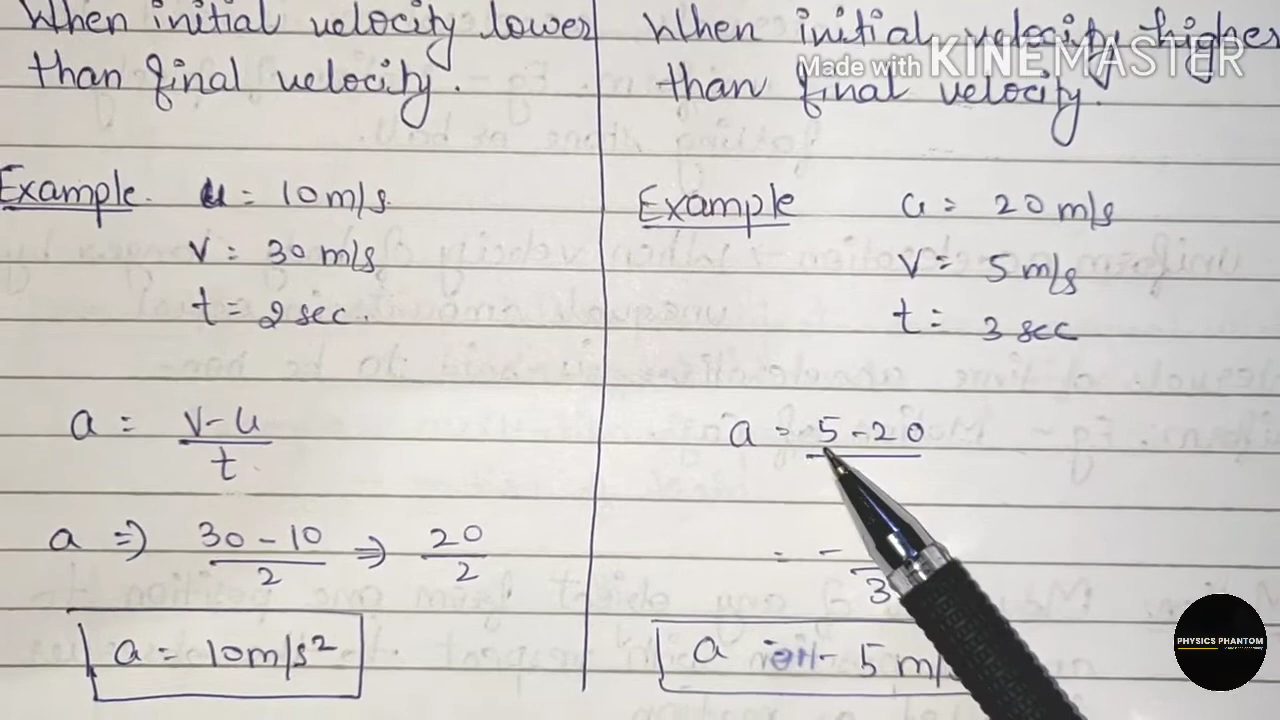 When initial velocity lower
than final velocity.
Example. u = 10 m/s.
v = 30 m/s
t = 2 sec.
a = v-u
t
a => 30 - 10 => 20
2 2
a = 10 m/s²
When initial velocity higher
than final velocity.
Example u = 20 m/s
v = 5 m/s
t = 3 sec
a = 5 - 20
= -
3
a = - 5 m/
Made with KINEMASTER
PHYSICS PHANTOM